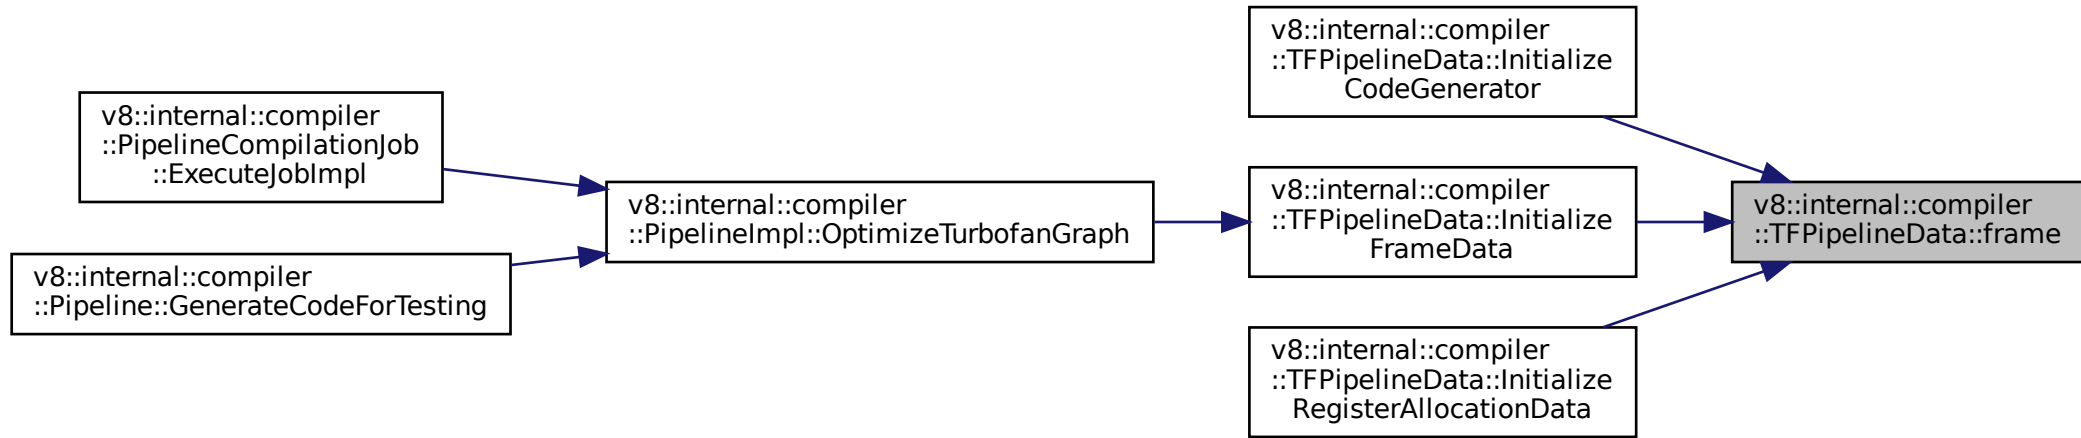 v8::internal::compiler
::PipelineCompilationJob
::ExecuteJobImpl
v8::internal::compiler
::Pipeline::GenerateCodeForTesting
v8::internal::compiler
::PipelineImpl::OptimizeTurbofanGraph
v8::internal::compiler
::TFPipelineData::Initialize
CodeGenerator
v8::internal::compiler
::TFPipelineData::Initialize
FrameData
v8::internal::compiler
::TFPipelineData::Initialize
RegisterAllocationData
v8::internal::compiler
::TFPipelineData::frame